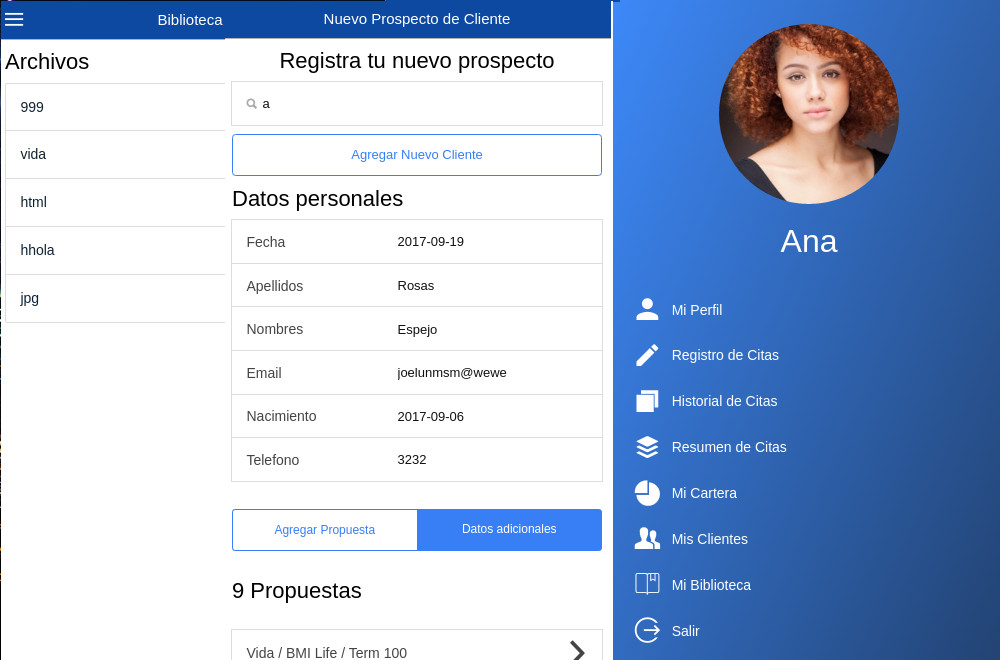 Biblioteca
Archivos
999
vida
html
hhola
jpg
Nuevo Prospecto de Cliente
Registra tu nuevo prospecto
a
Agregar Nuevo Cliente
Datos personales
Fecha 2017-09-19
Apellidos Rosas
Nombres Espejo
Email joelunmsm@wewe
Nacimiento 2017-09-06
Telefono 3232
Agregar Propuesta Datos adicionales
9 Propuestas
Vida / BMI Life / Term 100
Ana
Mi Perfil
Registro de Citas
Historial de Citas
Resumen de Citas
Mi Cartera
Mis Clientes
Mi Biblioteca
Salir